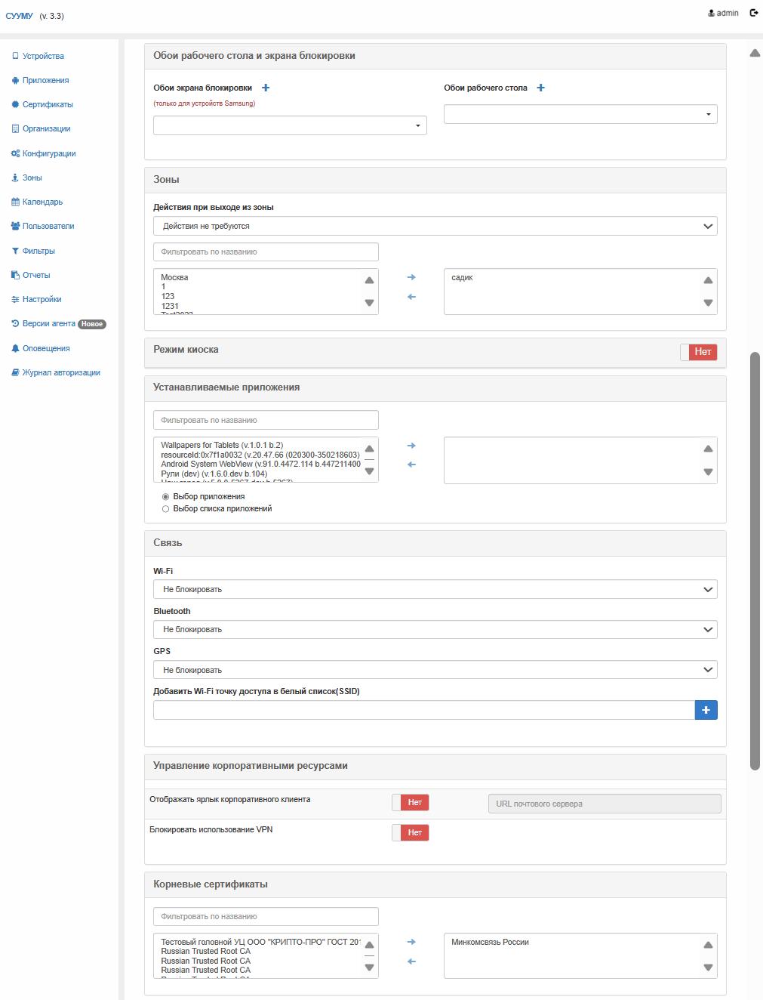 СУУМУ (v. 3.3)
admin
Устройства
Приложения
Сертификаты
Организации
Конфигурации
Зоны
Календарь
Пользователи
Фильтры
Отчеты
Настройки
Версии агента Новое
Оповещения
Журнал авторизации
Обои рабочего стола и экрана блокировки
Обои экрана блокировки
(только для устройств Samsung)
Обои рабочего стола
Зоны
Действия при выходе из зоны
Действия не требуются
Фильтровать по названию
Москва
1
123
1231
Test2023
садик
Режим киоска
Нет
Устанавливаемые приложения
Фильтровать по названию
Wallpapers for Tablets (v.1.0.1 b.2)
resourceId:0x7f1a0032 (v.20.47.66 (020300-350218603)
Android System WebView (v.91.0.4472.114 b.447211400
Рули (dev) (v.1.6.0.dev b.104)
Выбор приложения
Выбор списка приложений
Связь
Wi-Fi
Не блокировать
Bluetooth
Не блокировать
GPS
Не блокировать
Добавить Wi-Fi точку доступа в белый список(SSID)
Управление корпоративными ресурсами
Отображать ярлык корпоративного клиента
Нет
URL почтового сервера
Блокировать использование VPN
Нет
Корневые сертификаты
Фильтровать по названию
Тестовый головной УЦ ООО "КРИПТО-ПРО" ГОСТ 201
Russian Trusted Root CA
Russian Trusted Root CA
Russian Trusted Root CA
Russian Trusted Root CA
Минкомсвязь России